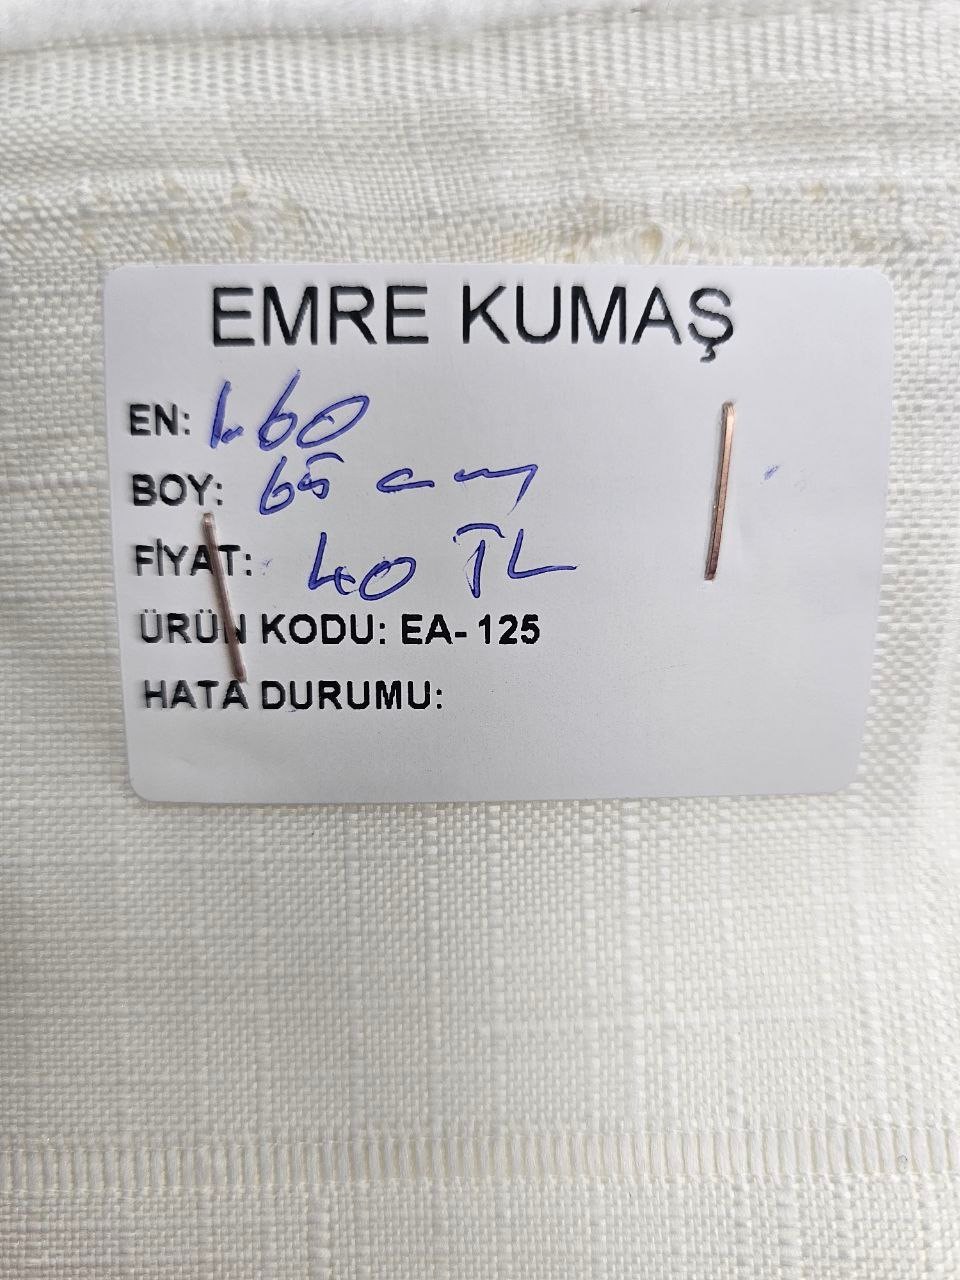 EMRE KUMAŞ
EN: 1.60
BOY: 65 cm
FİYAT: 40 TL
ÜRÜN KODU: EA- 125
HATA DURUMU: